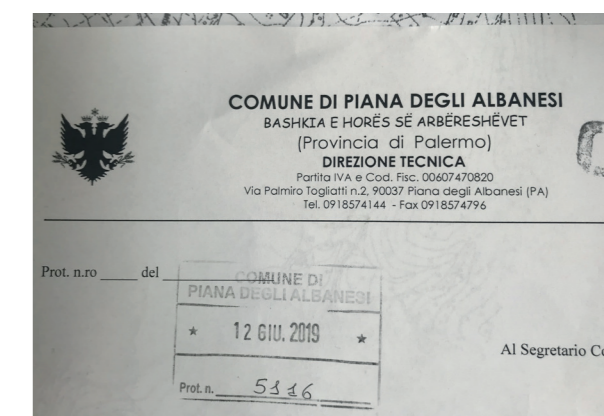 COMUNE DI PIANA DEGLI ALBANESI
BASHKIA E HORËS SË ARBËRESHËVET
(Provincia di Palermo)
DIREZIONE TECNICA
Partita IVA e Cod. Fisc. 00607470820
Via Palmiro Togliatti n.2, 90037 Piana degli Albanesi (PA)
Tel. 0918574144 - Fax 0918574796
Prot. n.ro _____ del
COMUNE DI
PIANA DEGLI ALBANESI
* 12 GIU. 2019 *
Prot. n. 5116
Al Segretario Co